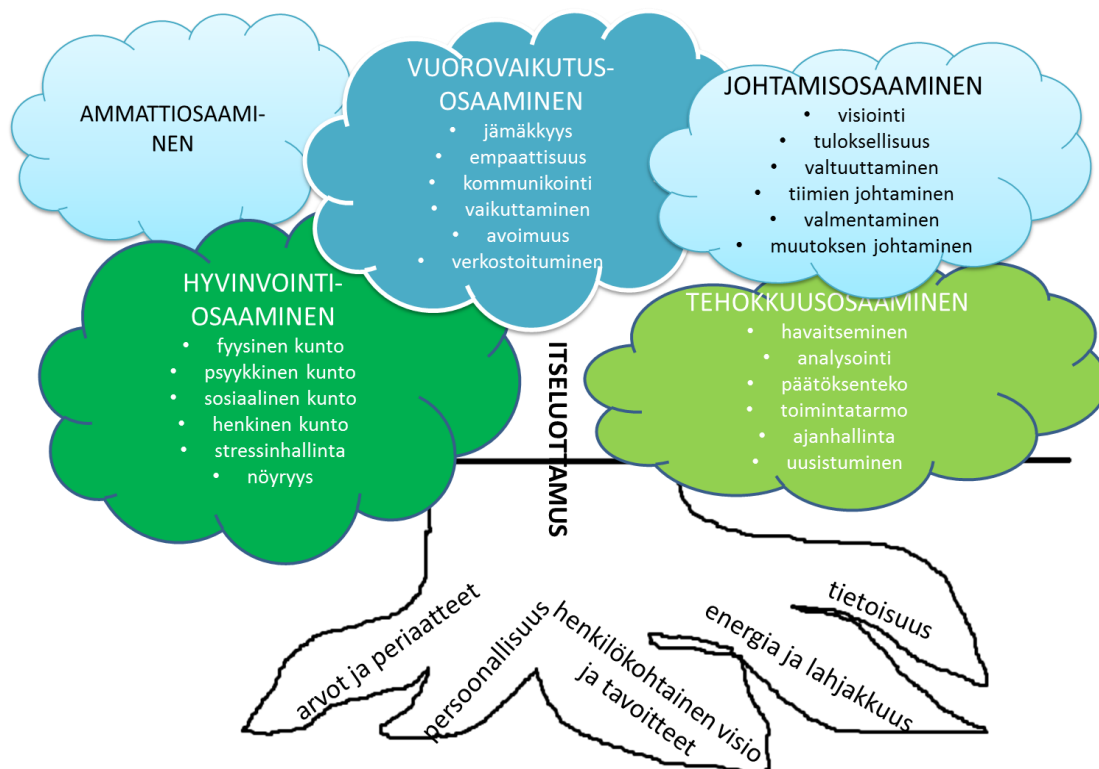 AMMATTIOSAAMI-
NEN
VUOROVAIKUTUS-
OSAAMINEN
• jämäkkyys
• empaattisuus
• kommunikointi
• vaikuttaminen
• avoimuus
• verkostoituminen
JOHTAMISOSAAMINEN
• visiointi
• tuloksellisuus
• valtuuttaminen
• tiimien johtaminen
• valmentaminen
• muutoksen johtaminen
HYVINVOINTI-
OSAAMINEN
• fyysinen kunto
• psyykkinen kunto
• sosiaalinen kunto
• henkinen kunto
• stressinhallinta
• nöyryys
TEHOKKUUSOSAAMINEN
• havaitseminen
• analysointi
• päätöksenteko
• toimintatarmo
• ajanhallinta
• uusistuminen
ITSELUOTTAMUS
arvot ja periaatteet
persoonallisuus
henkilökohtainen visio
ja tavoitteet
energia ja lahjakkuus
tietoisuus